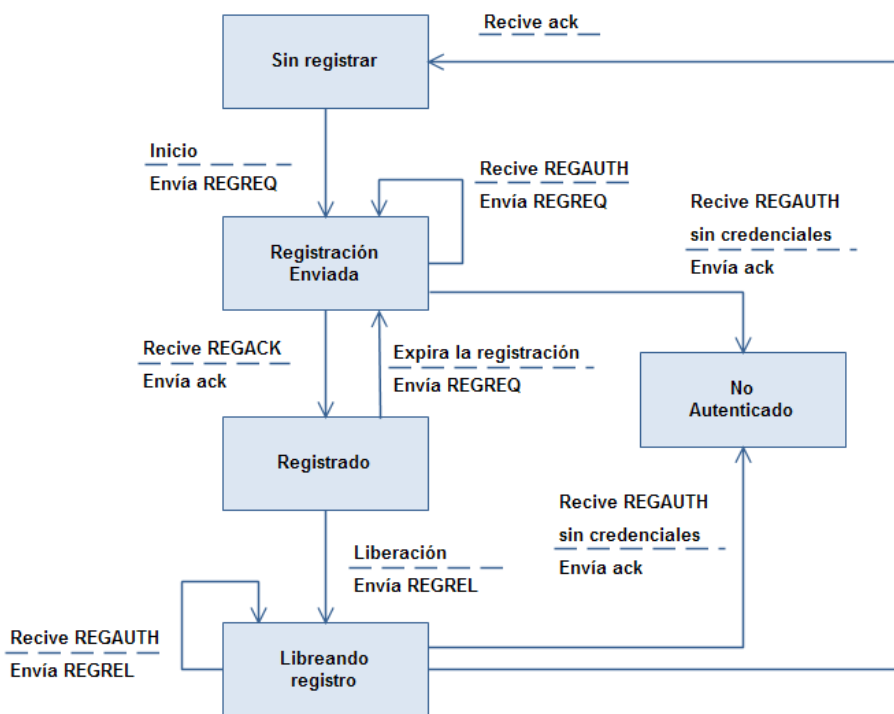 Recive ack
Sin registrar
Inicio
Envía REGREQ
Recive REGAUTH
Envía REGREQ
Recive REGAUTH
sin credenciales
Envía ack
Registración
Enviada
Recive REGACK
Envía ack
Expira la registración
Envía REGREQ
No
Autenticado
Registrado
Recive REGAUTH
sin credenciales
Envía ack
Liberación
Envía REGREL
Recive REGAUTH
Envía REGREL
Libreando
registro